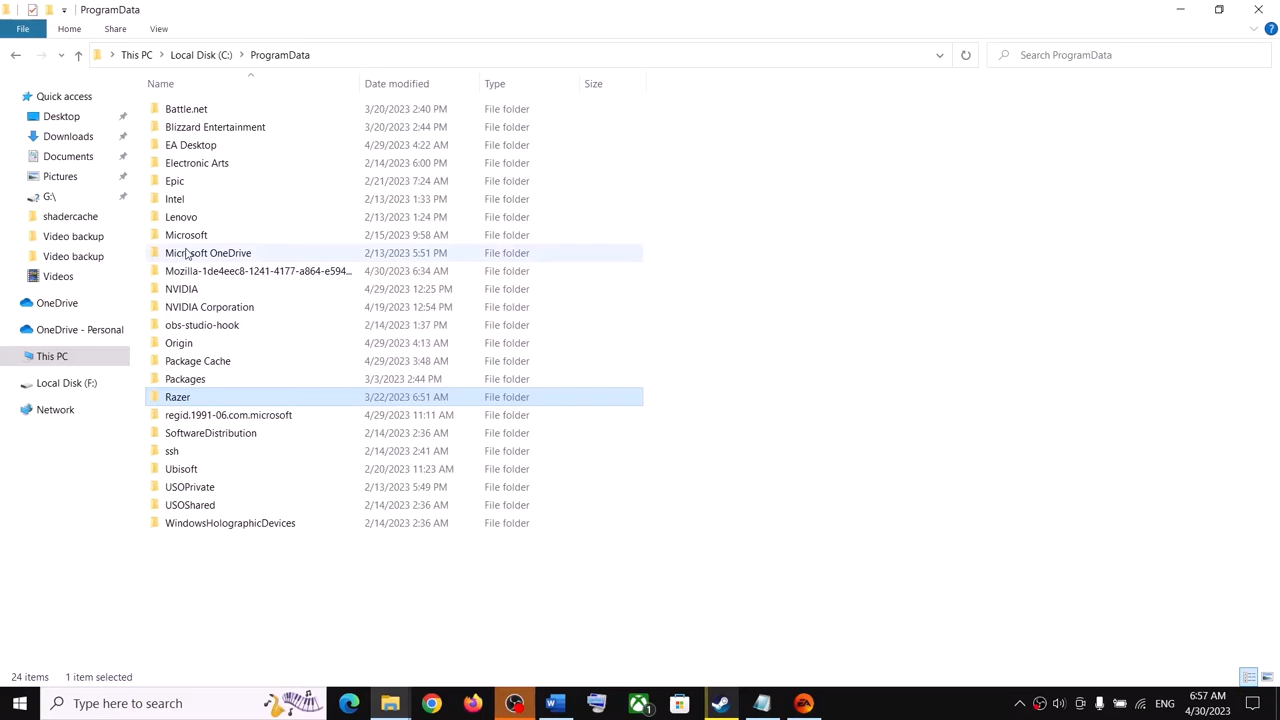 ProgramData
File Home Share View
This PC Local Disk (C:) ProgramData Search ProgramData
Name Date modified Type Size
Quick access
Desktop
Downloads
Documents
Pictures
G:\
shadercache
Video backup
Video backup
Videos
OneDrive
OneDrive - Personal
This PC
Local Disk (F:)
Network
Battle.net 3/20/2023 2:40 PM File folder
Blizzard Entertainment 3/20/2023 2:44 PM File folder
EA Desktop 4/29/2023 4:22 AM File folder
Electronic Arts 2/14/2023 6:00 PM File folder
Epic 2/21/2023 7:24 AM File folder
Intel 2/13/2023 1:33 PM File folder
Lenovo 2/13/2023 1:24 PM File folder
Microsoft 2/15/2023 9:58 AM File folder
Microsoft OneDrive 2/13/2023 5:51 PM File folder
Mozilla-1de4eec8-1241-4177-a864-e594... 4/30/2023 6:34 AM File folder
NVIDIA 4/29/2023 12:25 PM File folder
NVIDIA Corporation 4/19/2023 12:54 PM File folder
obs-studio-hook 2/14/2023 1:37 PM File folder
Origin 4/29/2023 4:13 AM File folder
Package Cache 4/29/2023 3:48 AM File folder
Packages 3/3/2023 2:44 PM File folder
Razer 3/22/2023 6:51 AM File folder
regid.1991-06.com.microsoft 4/29/2023 11:11 AM File folder
SoftwareDistribution 2/14/2023 2:36 AM File folder
ssh 2/14/2023 2:41 AM File folder
Ubisoft 2/20/2023 11:23 AM File folder
USOPrivate 2/13/2023 5:49 PM File folder
USOShared 2/14/2023 2:36 AM File folder
WindowsHolographicDevices 2/14/2023 2:36 AM File folder
24 items 1 item selected
Type here to search
1
EA
ENG
6:57 AM
4/30/2023